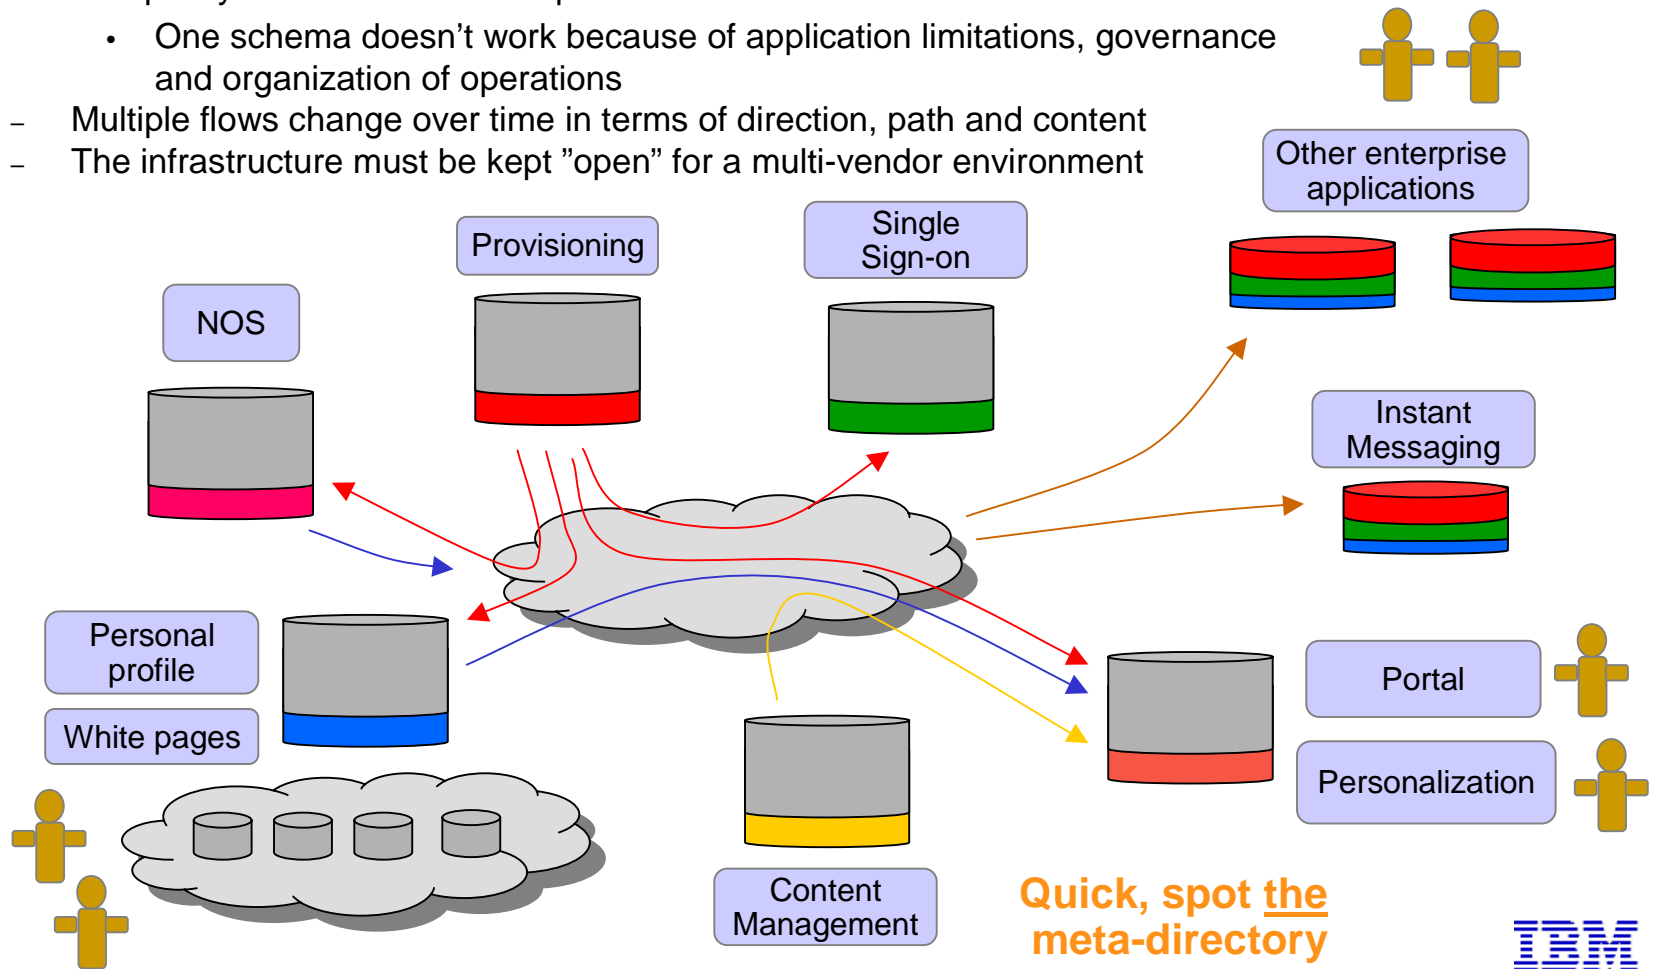 • One schema doesn't work because of application limitations, governance
and organization of operations
– Multiple flows change over time in terms of direction, path and content
– The infrastructure must be kept ”open” for a multi-vendor environment
Other enterprise
applications
Single
Sign-on
Provisioning
NOS
Instant
Messaging
Personal
profile
White pages
Portal
Personalization
Content
Management
Quick, spot the
meta-directory
IBM